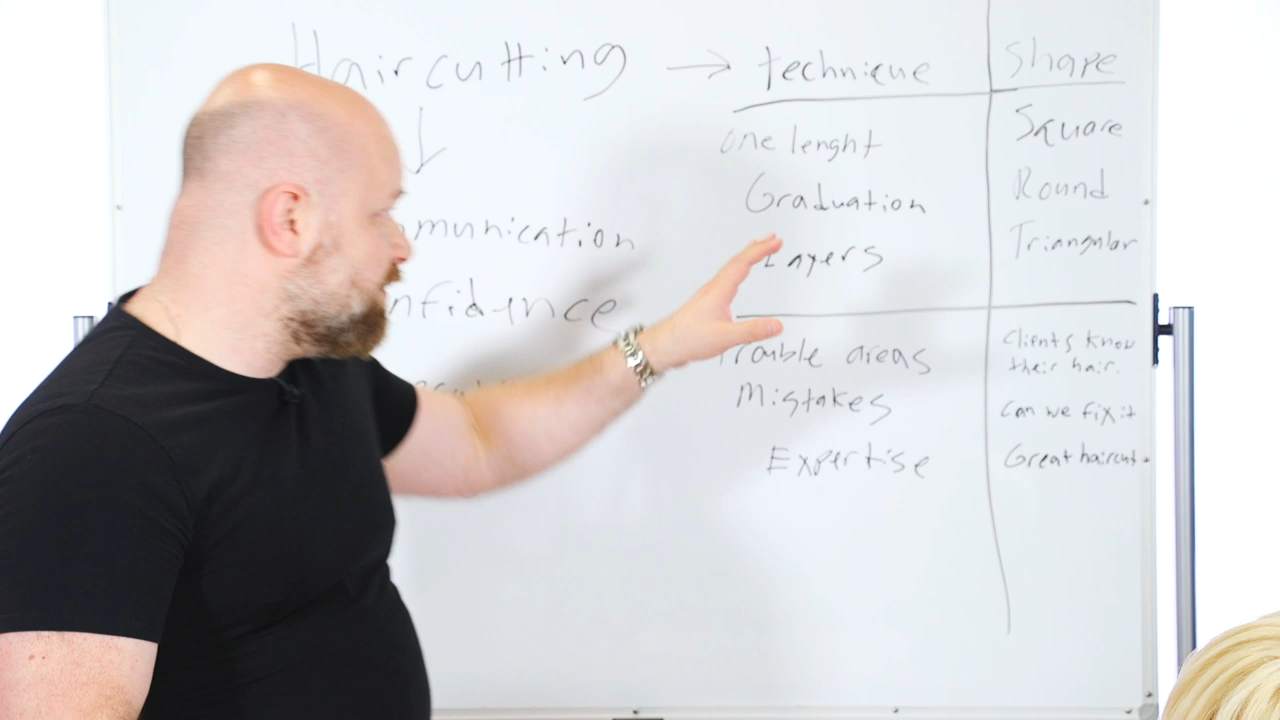 Haircutting → technique
shape
one lenght
Square
Graduation
Round
Layers
Triangular
munication
nfidence
Trouble areas
Clients know
their hair.
Mistakes
Can we fix it
Expertise
Great haircut.